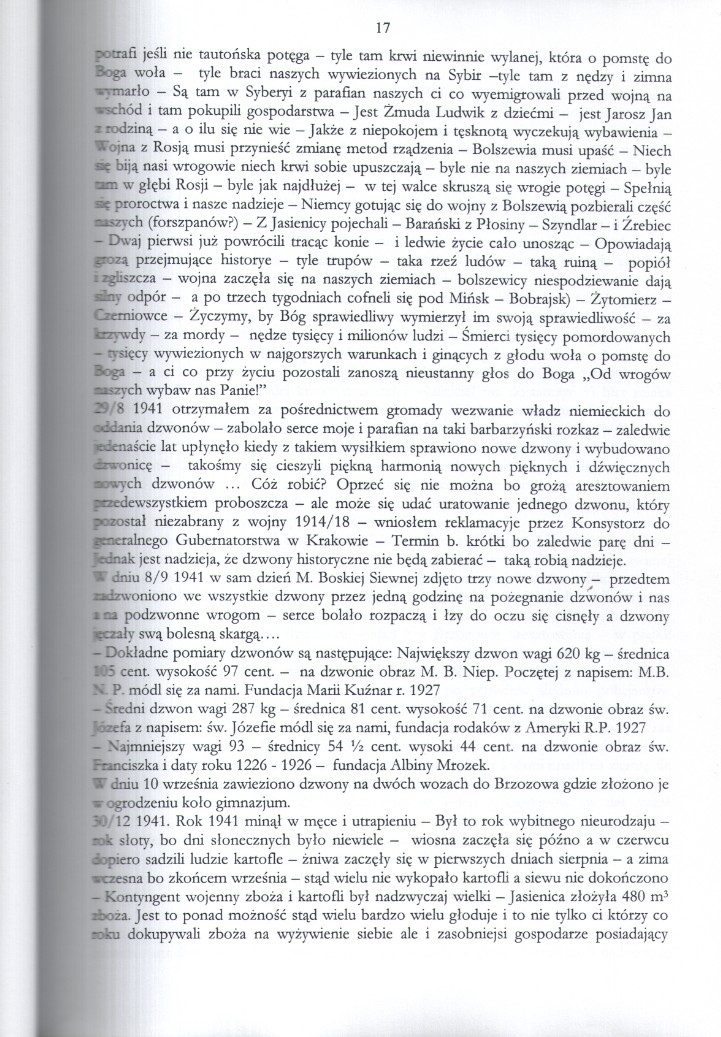 17
potrafi jeśli nie tautońska potęga – tyle tam krwi niewinnie wylanej, która o pomstę do
Boga woła – tyle braci naszych wywiezionych na Sybir –tyle tam z nędzy i zimna
wymarło – Są tam w Syberyi z parafian naszych ci co wyemigrowali przed wojną na
wschód i tam pokupili gospodarstwa – Jest Żmuda Ludwik z dziećmi – jest Jarosz Jan
z rodziną – a o ilu się nie wie – Jakże z niepokojem i tęsknotą wyczekują wybawienia –
Wojna z Rosją musi przynieść zmianę metod rządzenia – Bolszewia musi upaść – Niech
się biją nasi wrogowie niech krwi sobie upuszczają – byle nie na naszych ziemiach – byle
tam w głębi Rosji – byle jak najdłużej – w tej walce skruszą się wrogie potęgi – Spełnią
się proroctwa i nasze nadzieje – Niemcy gotując się do wojny z Bolszewią pozbierali część
naszych (forszpanów?) – Z Jasienicy pojechali – Barański z Płosiny – Szyndlar – i Źrebiec
– Dwaj pierwsi już powrócili tracąc konie – i ledwie życie cało unosząc – Opowiadają
grozą przejmujące historye – tyle trupów – taka rzeź ludów – taką ruiną – popiół
i zgliszcza – wojna zaczęła się na naszych ziemiach – bolszewicy niespodziewanie dają
silny odpór – a po trzech tygodniach cofneli się pod Mińsk – Bobrajsk) – Żytomierz –
Czerniowce – Życzymy, by Bóg sprawiedliwy wymierzył im swoją sprawiedliwość – za
krzywdy – za mordy – nędze tysięcy i milionów ludzi – Śmierci tysięcy pomordowanych
– tysięcy wywiezionych w najgorszych warunkach i ginących z głodu woła o pomstę do
Boga – a ci co przy życiu pozostali zanoszą nieustanny głos do Boga „Od wrogów
naszych wybaw nas Panie!”
29/8 1941 otrzymałem za pośrednictwem gromady wezwanie władz niemieckich do
oddania dzwonów – zabolało serce moje i parafian na taki barbarzyński rozkaz – zaledwie
jedenaście lat upłynęło kiedy z takiem wysiłkiem sprawiono nowe dzwony i wybudowano
dzwonicę – takośmy się cieszyli piękną harmonią nowych pięknych i dźwięcznych
nowych dzwonów ... Cóż robić? Oprzeć się nie można bo grożą aresztowaniem
przedewszystkiem proboszcza – ale może się udać uratowanie jednego dzwonu, który
pozostał niezabrany z wojny 1914/18 – wniosłem reklamacyje przez Konsystorz do
generalnego Gubernatorstwa w Krakowie – Termin b. krótki bo zaledwie parę dni –
Jednak jest nadzieja, że dzwony historyczne nie będą zabierać – taką robią nadzieje.
W dniu 8/9 1941 w sam dzień M. Boskiej Siewnej zdjęto trzy nowe dzwony – przedtem
zadzwoniono we wszystkie dzwony przez jedną godzinę na pożegnanie dzwonów i nas
a na podzwonne wrogom – serce bolało rozpaczą i łzy do oczu się cisnęły a dzwony
jęczały swą bolesną skargą....
– Dokładne pomiary dzwonów są następujące: Największy dzwon wagi 620 kg – średnica
105 cent. wysokość 97 cent. – na dzwonie obraz M. B. Niep. Poczętej z napisem: M.B.
N. P. módl się za nami. Fundacja Marii Kuźnar r. 1927
– Średni dzwon wagi 287 kg – średnica 81 cent. wysokość 71 cent. na dzwonie obraz św.
Józefa z napisem: św. Józefie módl się za nami, fundacja rodaków z Ameryki R.P. 1927
– Najmniejszy wagi 93 – średnicy 54 ½ cent. wysoki 44 cent. na dzwonie obraz św.
Franciszka i daty roku 1226 - 1926 – fundacja Albiny Mrozek.
W dniu 10 września zawieziono dzwony na dwóch wozach do Brzozowa gdzie złożono je
w ogrodzeniu koło gimnazjum.
30/12 1941. Rok 1941 minął w męce i utrapieniu – Był to rok wybitnego nieurodzaju –
rok słoty, bo dni słonecznych było niewiele – wiosna zaczęła się późno a w czerwcu
dopiero sadzili ludzie kartofle – żniwa zaczęły się w pierwszych dniach sierpnia – a zima
wczesna bo zkońcem września – stąd wielu nie wykopało kartofli a siewu nie dokończono
– Kontyngent wojenny zboża i kartofli był nadzwyczaj wielki – Jasienica złożyła 480 m³
zboża. Jest to ponad możność stąd wielu bardzo wielu głoduje i to nie tylko ci którzy co
roku dokupywali zboża na wyżywienie siebie ale i zasobniejsi gospodarze posiadający